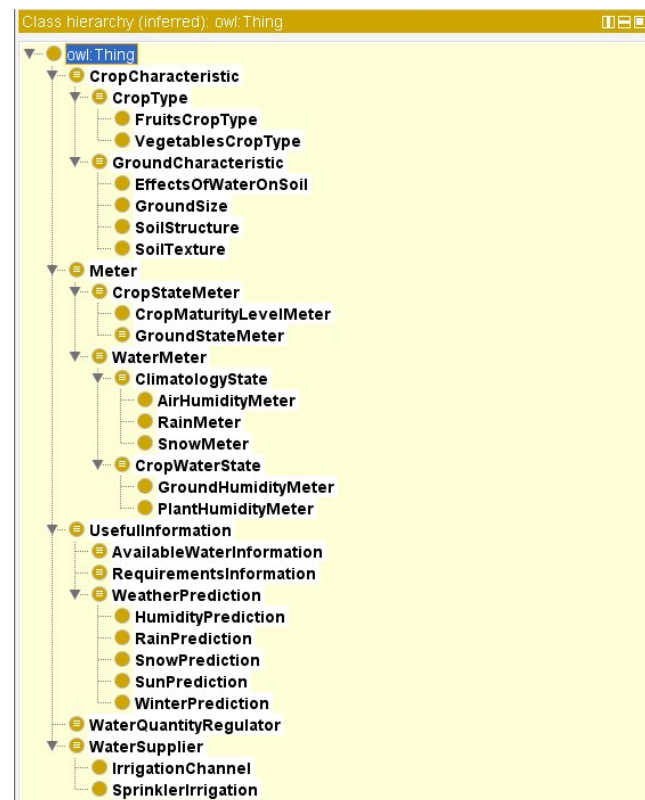 Class hierarchy (inferred): owl:Thing
owl:Thing
CropCharacteristic
CropType
FruitsCropType
VegetablesCropType
GroundCharacteristic
EffectsOfWaterOnSoil
GroundSize
SoilStructure
SoilTexture
Meter
CropStateMeter
CropMaturityLevelMeter
GroundStateMeter
WaterMeter
ClimatologyState
AirHumidityMeter
RainMeter
SnowMeter
CropWaterState
GroundHumidityMeter
PlantHumidityMeter
UsefulInformation
AvailableWaterInformation
RequirementsInformation
WeatherPrediction
HumidityPrediction
RainPrediction
SnowPrediction
SunPrediction
WinterPrediction
WaterQuantityRegulator
WaterSupplier
IrrigationChannel
SprinklerIrrigation